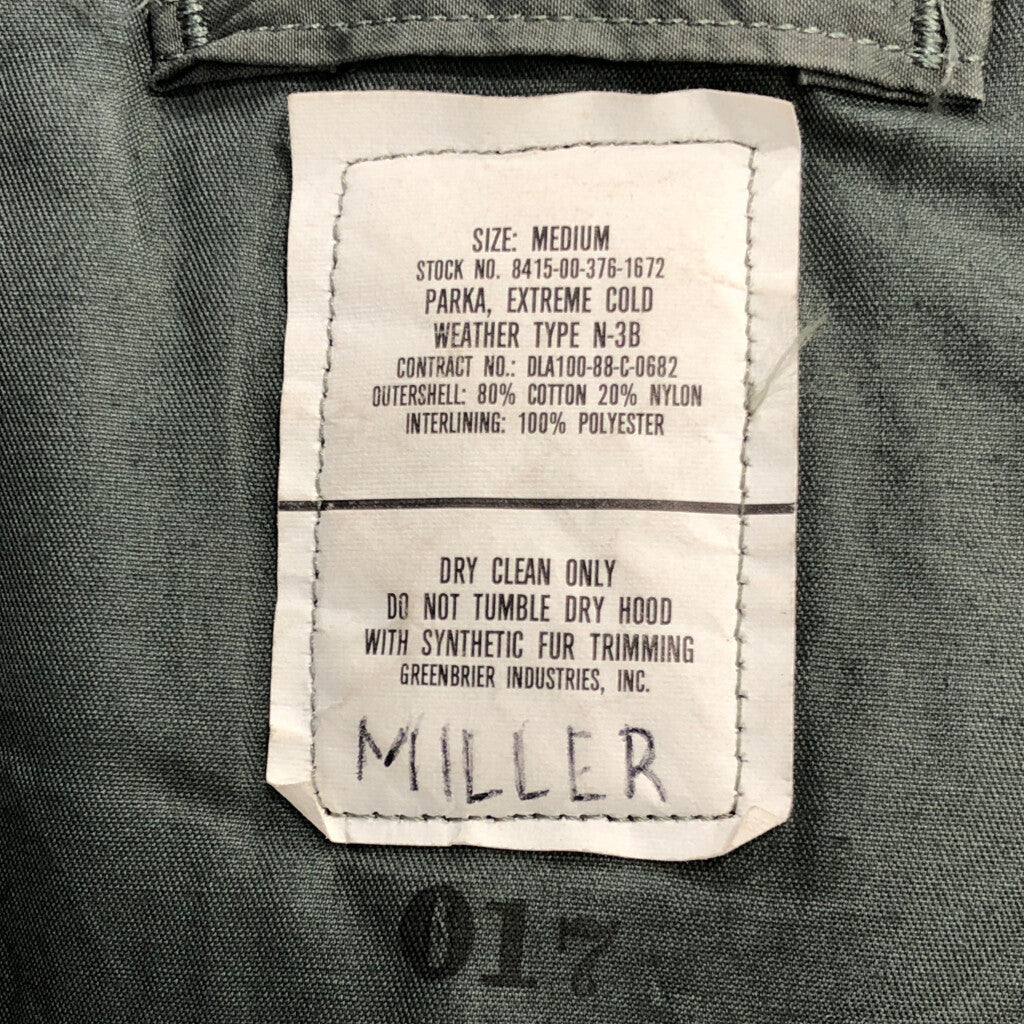 SIZE: MEDIUM
STOCK NO. 8415-00-376-1672
PARKA, EXTREME COLD
WEATHER TYPE N-3B
CONTRACT NO.: DLA100-88-C-0682
OUTERSHELL: 80% COTTON 20% NYLON
INTERLINING: 100% POLYESTER
DRY CLEAN ONLY
DO NOT TUMBLE DRY HOOD
WITH SYNTHETIC FUR TRIMMING
GREENBRIER INDUSTRIES, INC.
MILLER
017